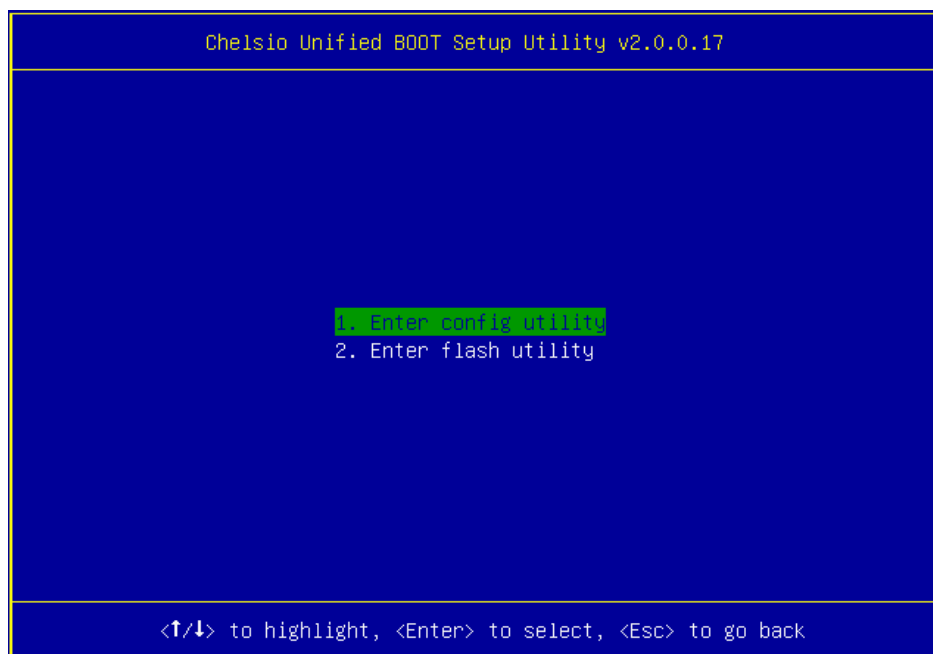 Chelsio Unified BOOT Setup Utility v2.0.0.17
1. Enter config utility
2. Enter flash utility
<↑/↓> to highlight, <Enter> to select, <Esc> to go back